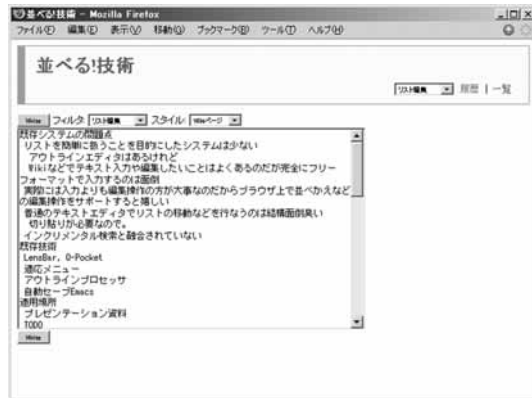 並べる!技術 - Mozilla Firefox
ファイル(F) 編集(E) 表示(V) 移動(G) ブックマーク(B) ツール(T) ヘルプ(H)
並べる!技術
リスト編集 履歴 | 一覧
Write フィルタ: リスト編集 スタイル: Wikiページ
既存システムの問題点
リストを簡単に扱うことを目的にしたシステムは少ない
アウトラインエディタはあるけれど
Wikiなどでテキスト入力や編集したいことはよくあるのだが完全にフリー
フォーマットで入力するのは面倒
実際には入力よりも編集操作の方が大事なのだからブラウザ上で並べかえなど
の編集操作をサポートすると嬉しい
普通のテキストエディタでリストの移動などを行なうのは結構面倒臭い
切り貼りが必要なので。
インクリメンタル検索と融合されていない
既存技術
LensBar, Q-Pocket
適応メニュー
アウトラインプロセッサ
自動セーブEmacs
適用場所
プレゼンテーション資料
TODO
Write